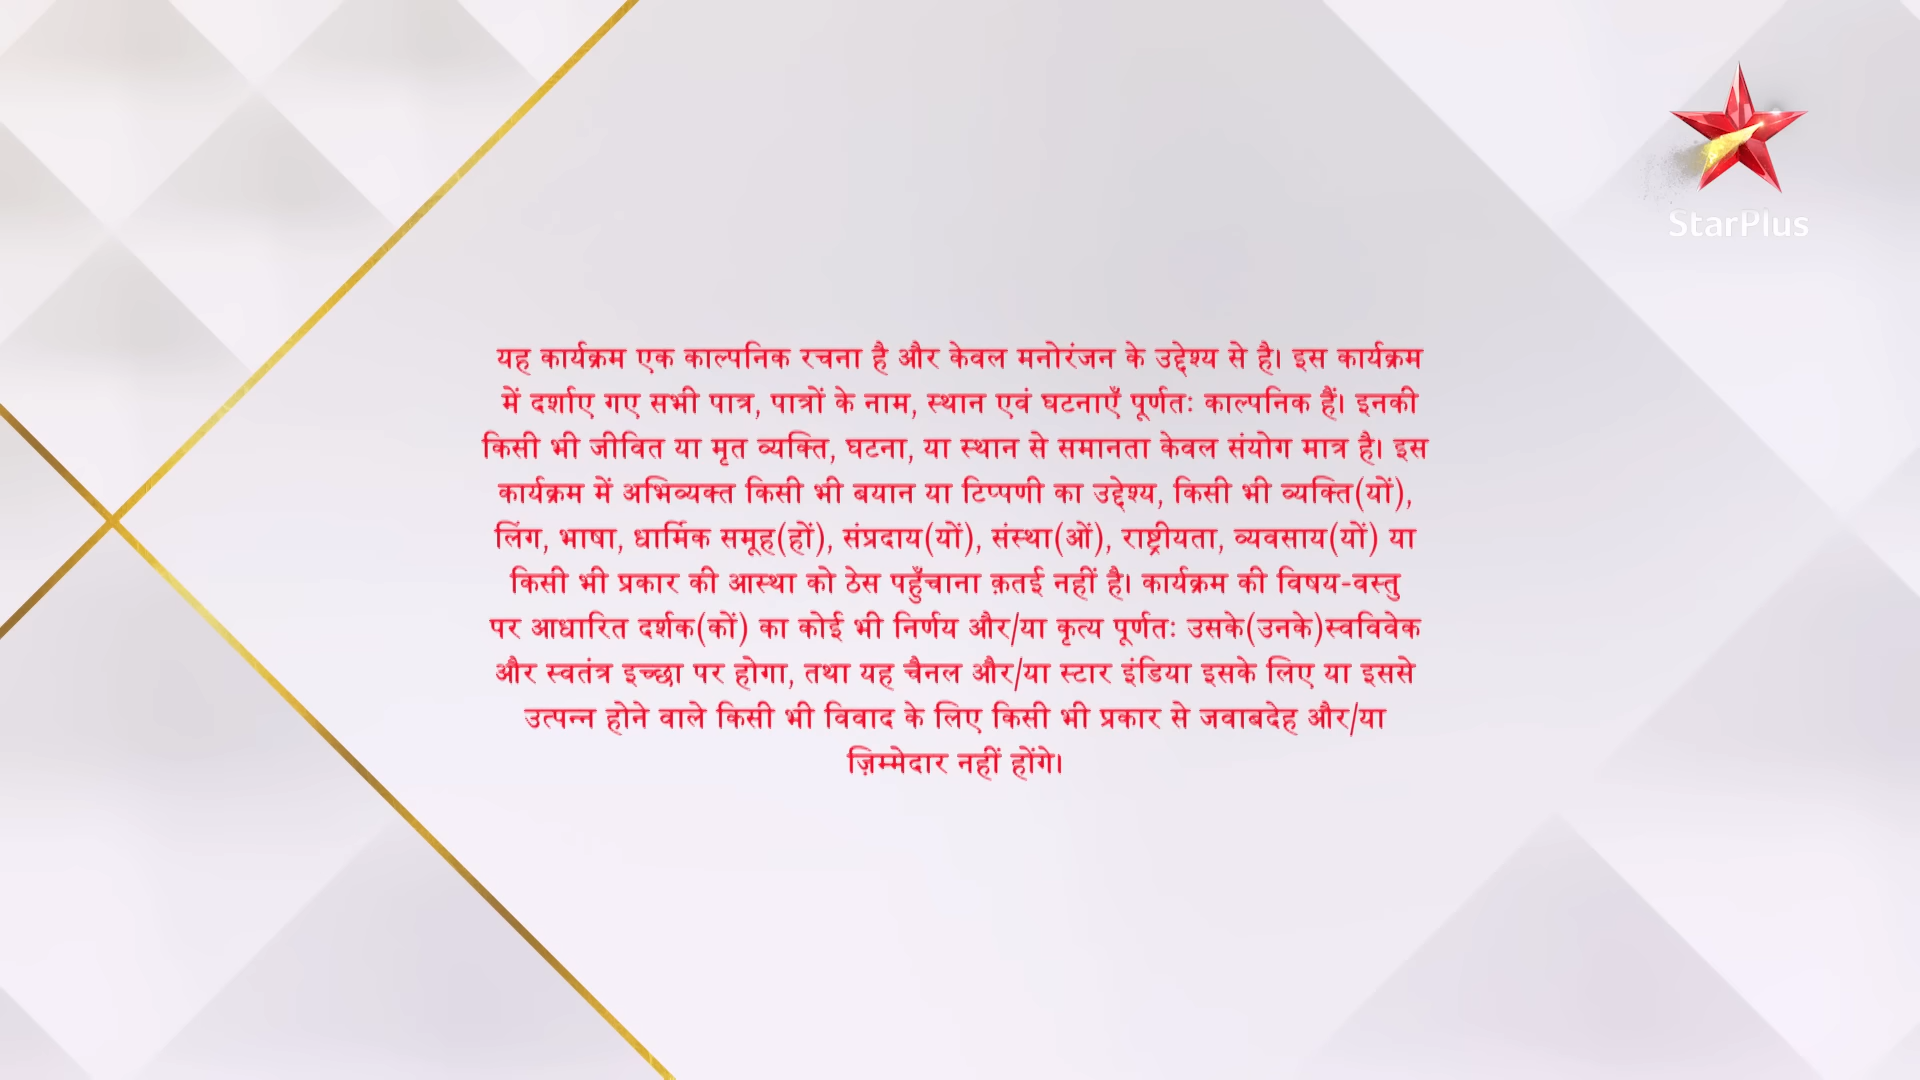 StarPlus
यह कार्यक्रम एक काल्पनिक रचना है और केवल मनोरंजन के उद्देश्य से है। इस कार्यक्रम
में दर्शाए गए सभी पात्र, पात्रों के नाम, स्थान एवं घटनाएँ पूर्णतः काल्पनिक हैं। इनकी
किसी भी जीवित या मृत व्यक्ति, घटना, या स्थान से समानता केवल संयोग मात्र है। इस
कार्यक्रम में अभिव्यक्त किसी भी बयान या टिप्पणी का उद्देश्य, किसी भी व्यक्ति(यों),
लिंग, भाषा, धार्मिक समूह(हों), संप्रदाय(यों), संस्था(ओं), राष्ट्रीयता, व्यवसाय(यों) या
किसी भी प्रकार की आस्था को ठेस पहुँचाना क़तई नहीं है। कार्यक्रम की विषय-वस्तु
पर आधारित दर्शक(कों) का कोई भी निर्णय और/या कृत्य पूर्णतः उसके(उनके)स्वविवेक
और स्वतंत्र इच्छा पर होगा, तथा यह चैनल और/या स्टार इंडिया इसके लिए या इससे
उत्पन्न होने वाले किसी भी विवाद के लिए किसी भी प्रकार से जवाबदेह और/या
ज़िम्मेदार नहीं होंगे।